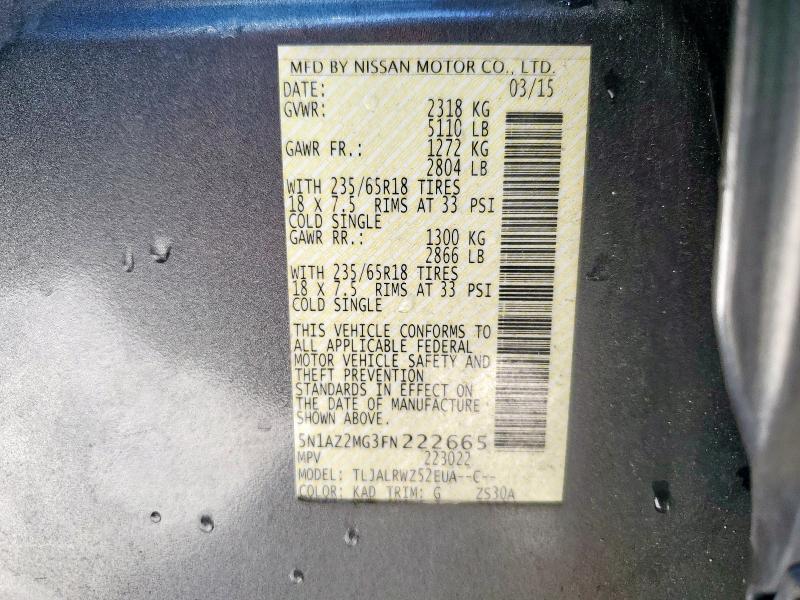 MFD BY NISSAN MOTOR CO., LTD.
DATE: 03/15
GVWR: 2318 KG
5110 LB
GAWR FR.: 1272 KG
2804 LB
WITH 235/65R18 TIRES
18 X 7.5 RIMS AT 33 PSI
COLD SINGLE
GAWR RR.: 1300 KG
2866 LB
WITH 235/65R18 TIRES
18 X 7.5 RIMS AT 33 PSI
COLD SINGLE
THIS VEHICLE CONFORMS TO
ALL APPLICABLE FEDERAL
MOTOR VEHICLE SAFETY AND
THEFT PREVENTION
STANDARDS IN EFFECT ON
THE DATE OF MANUFACTURE
SHOWN ABOVE.
5N1AZ2MG3FN222665
MPV 223022
MODEL: TLJALRWZ52EUA--C--
COLOR: KAD TRIM: G ZS30A